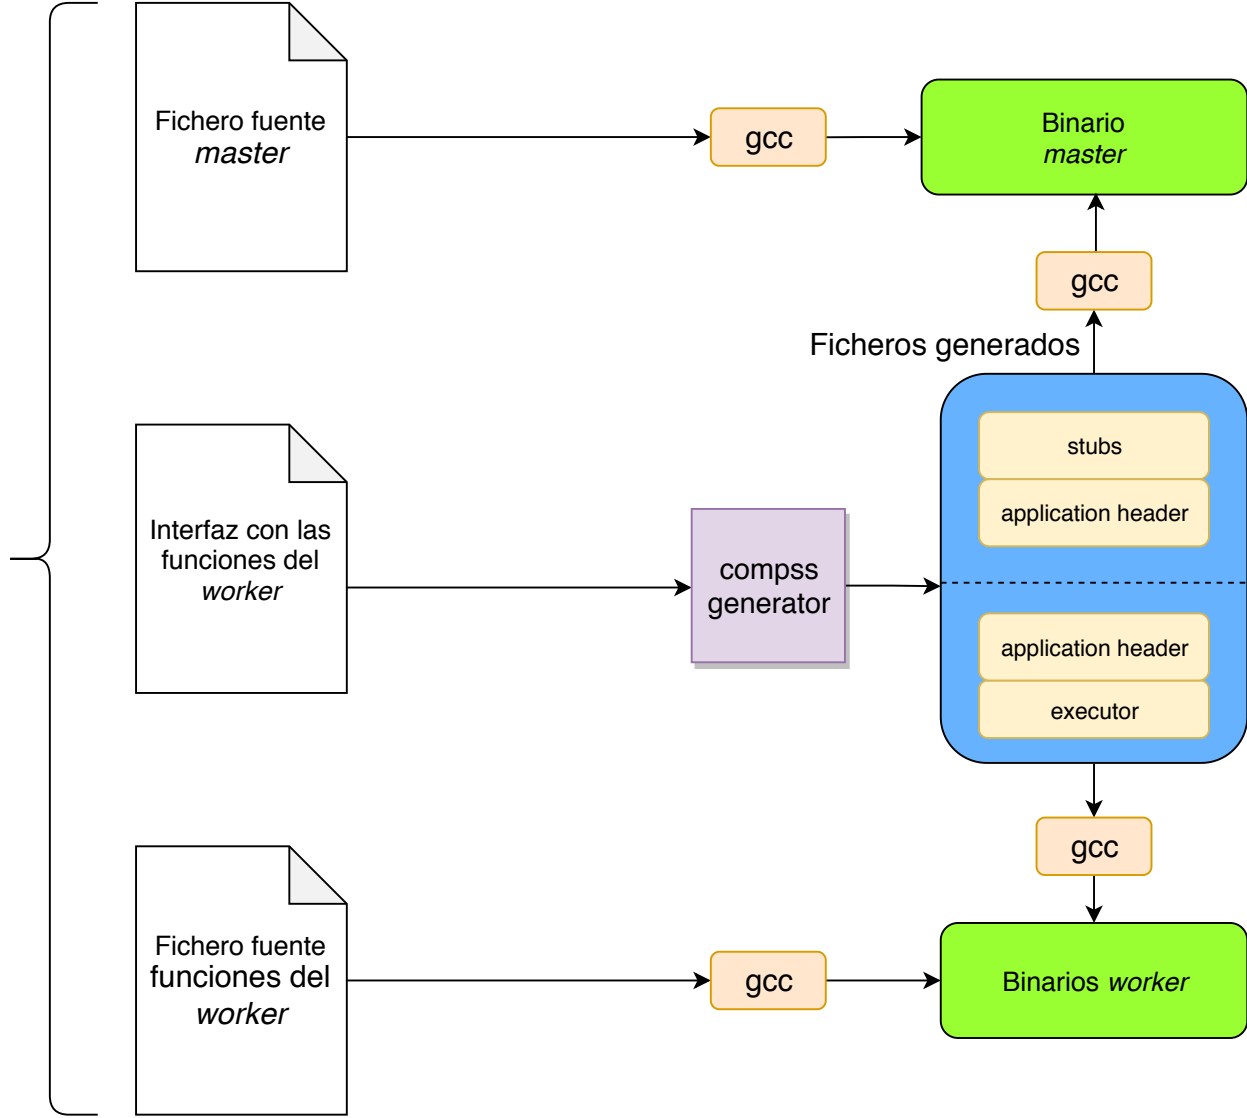 Fichero fuente
master
gcc
Binario
master
gcc
Ficheros generados
stubs
application header
Interfaz con las
funciones del
worker
compss
generator
application header
executor
gcc
Fichero fuente
funciones del
worker
gcc
Binarios worker